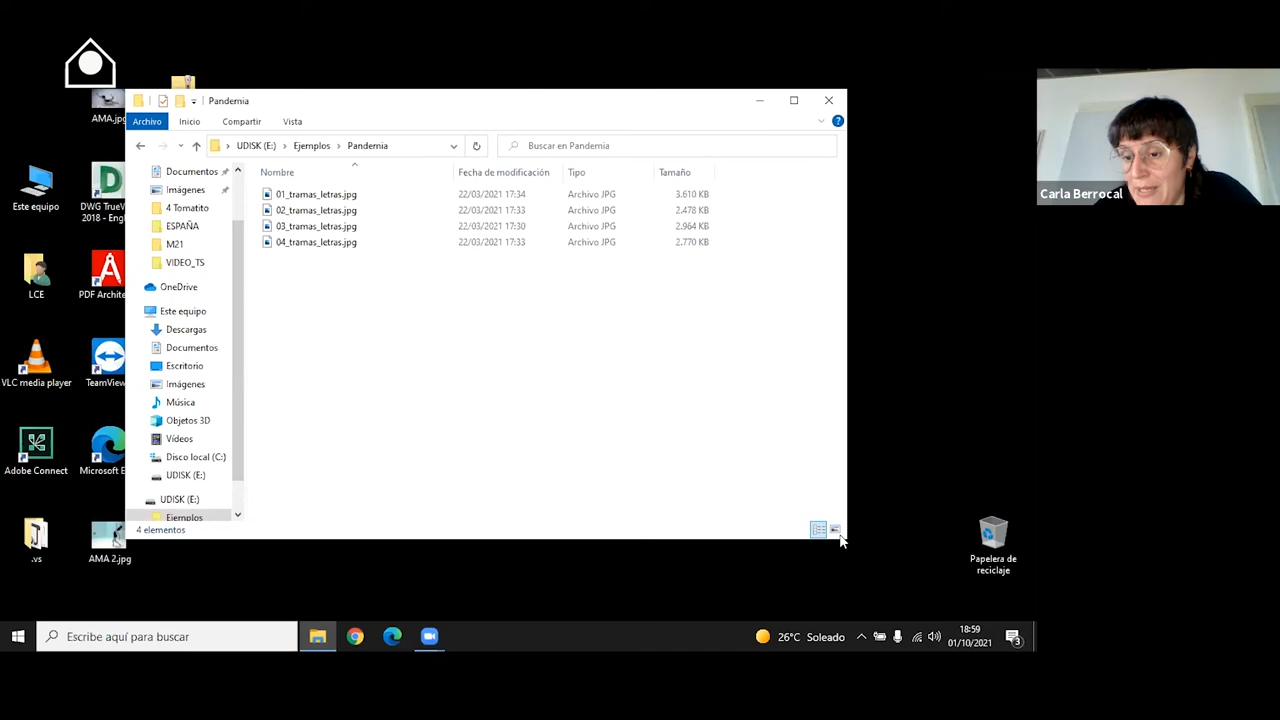 AMA.jpg
Este equipo
DWG TrueV
2018 - Engl
LCE
PDF Archite
VLC media player
TeamView
Adobe Connect
Microsoft E
.vs
AMA 2.jpg
Pandemia
Archivo Inicio Compartir Vista
UDISK (E:) Ejemplos Pandemia
Buscar en Pandemia
Documentos
Imágenes
4 Tomatito
ESPAÑA
M21
VIDEO_TS
OneDrive
Este equipo
Descargas
Documentos
Escritorio
Imágenes
Música
Objetos 3D
Vídeos
Disco local (C:)
UDISK (E:)
UDISK (E:)
Ejemplos
Nombre Fecha de modificación Tipo Tamaño
01_tramas_letras.jpg 22/03/2021 17:34 Archivo JPG 3.610 KB
02_tramas_letras.jpg 22/03/2021 17:33 Archivo JPG 2.478 KB
03_tramas_letras.jpg 22/03/2021 17:30 Archivo JPG 2.964 KB
04_tramas_letras.jpg 22/03/2021 17:33 Archivo JPG 2.770 KB
4 elementos
Carla Berrocal
Papelera de
reciclaje
Escribe aquí para buscar
26°C Soleado
18:59
01/10/2021
3